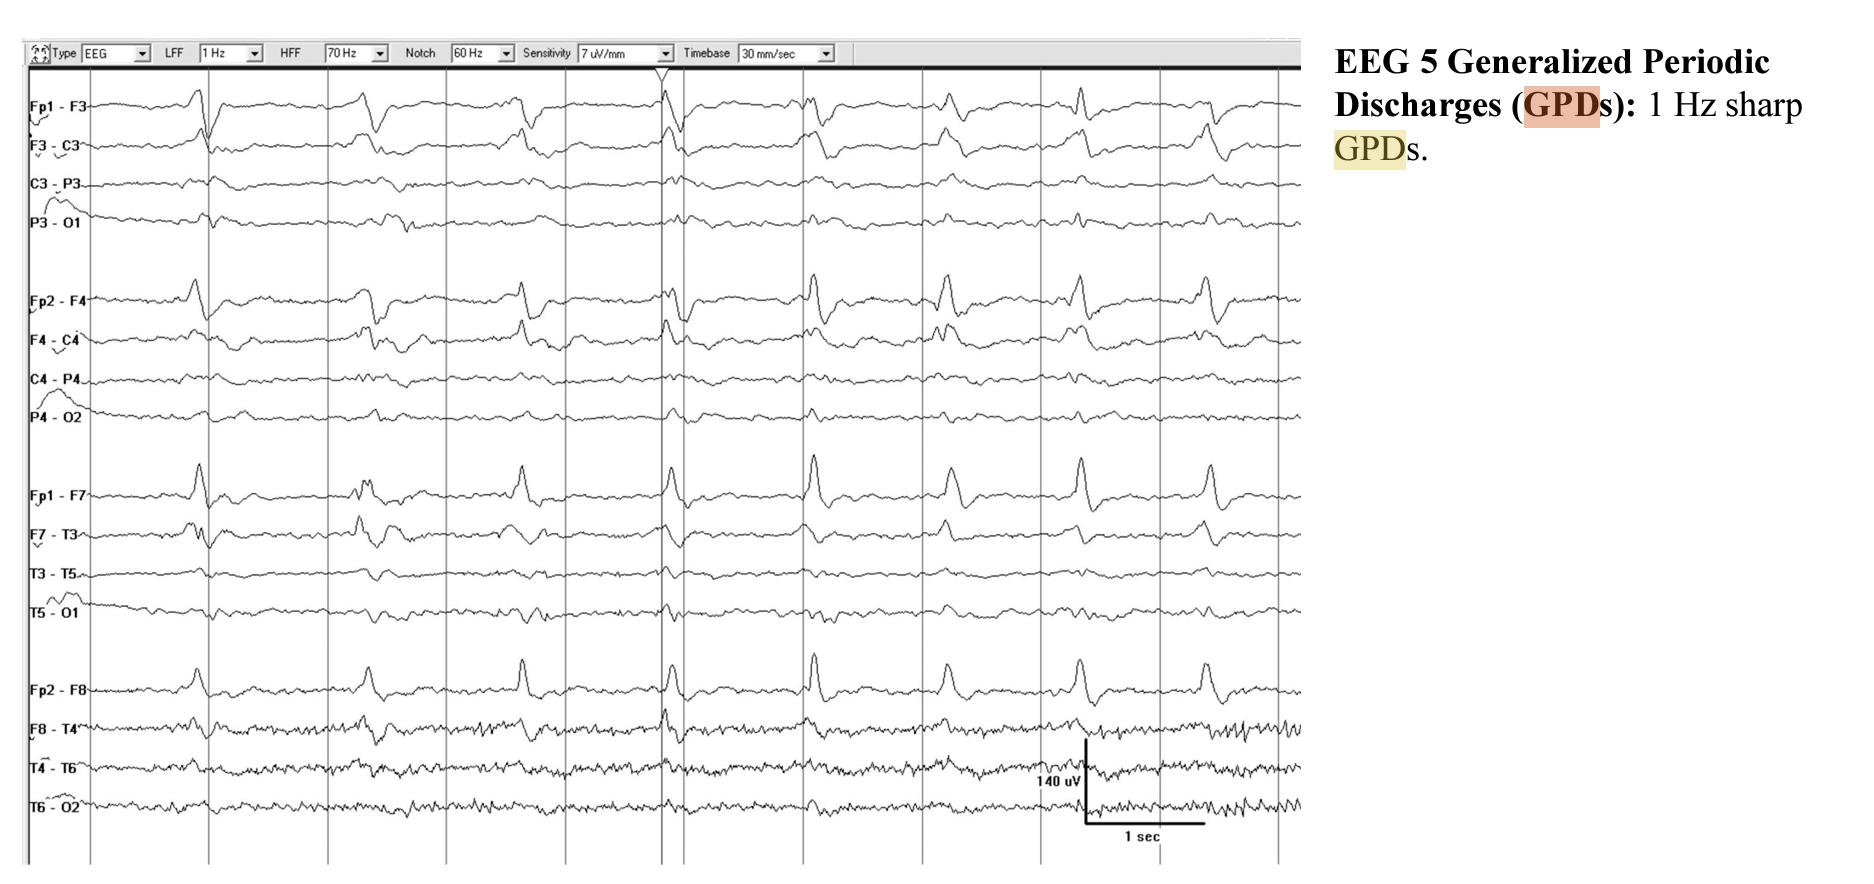 Type EEG LFF 1 Hz HFF 70 Hz Notch 60 Hz Sensitivity 7 uV/mm Timebase 30 mm/sec
EEG 5 Generalized Periodic
Discharges (GPDs): 1 Hz sharp
GPDs.
Fp1 - F3
F3 - C3
C3 - P3
P3 - O1
Fp2 - F4
F4 - C4
C4 - P4
P4 - O2
Fp1 - F7
F7 - T3
T3 - T5
T5 - O1
Fp2 - F8
F8 - T4
T4 - T6
T6 - O2
140 uV
1 sec